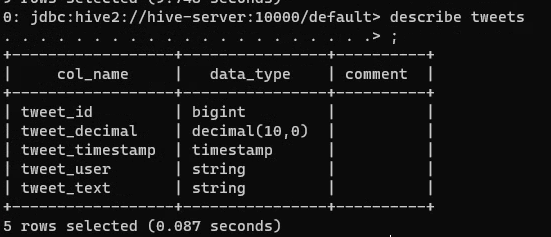 9 rows selected (9.748 seconds)
0: jdbc:hive2://hive-server:10000/default> describe tweets
. . . . . . . . . . . . . . . . . . . . . .> ;
+------------------+----------------+----------+
|     col_name     |   data_type    | comment  |
+------------------+----------------+----------+
| tweet_id         | bigint         |          |
| tweet_decimal    | decimal(10,0)  |          |
| tweet_timestamp  | timestamp      |          |
| tweet_user       | string         |          |
| tweet_text       | string         |          |
+------------------+----------------+----------+
5 rows selected (0.087 seconds)